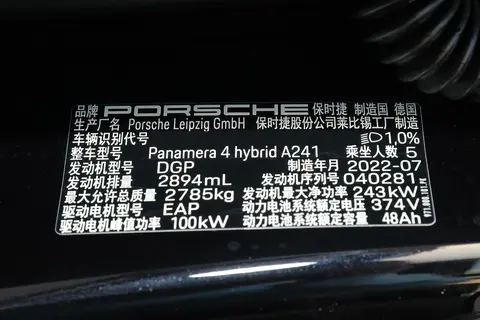 品牌 PORSCHE 保时捷 制造国 德国
生产厂名 Porsche Leipzig GmbH 保时捷股份公司莱比锡工厂制造
车辆识别代号 1,0%
整车型号 Panamera 4 hybrid A241 乘坐人数 5
发动机型号 DGP 制造年月 2022-07
发动机排量 2894mL 发动机序列号 040281
最大允许总质量 2785kg 发动机最大净功率 243kW
驱动电机型号 EAP 动力电池系统额定电压 374V
驱动电机峰值功率 100kW 动力电池系统额定容量 48Ah